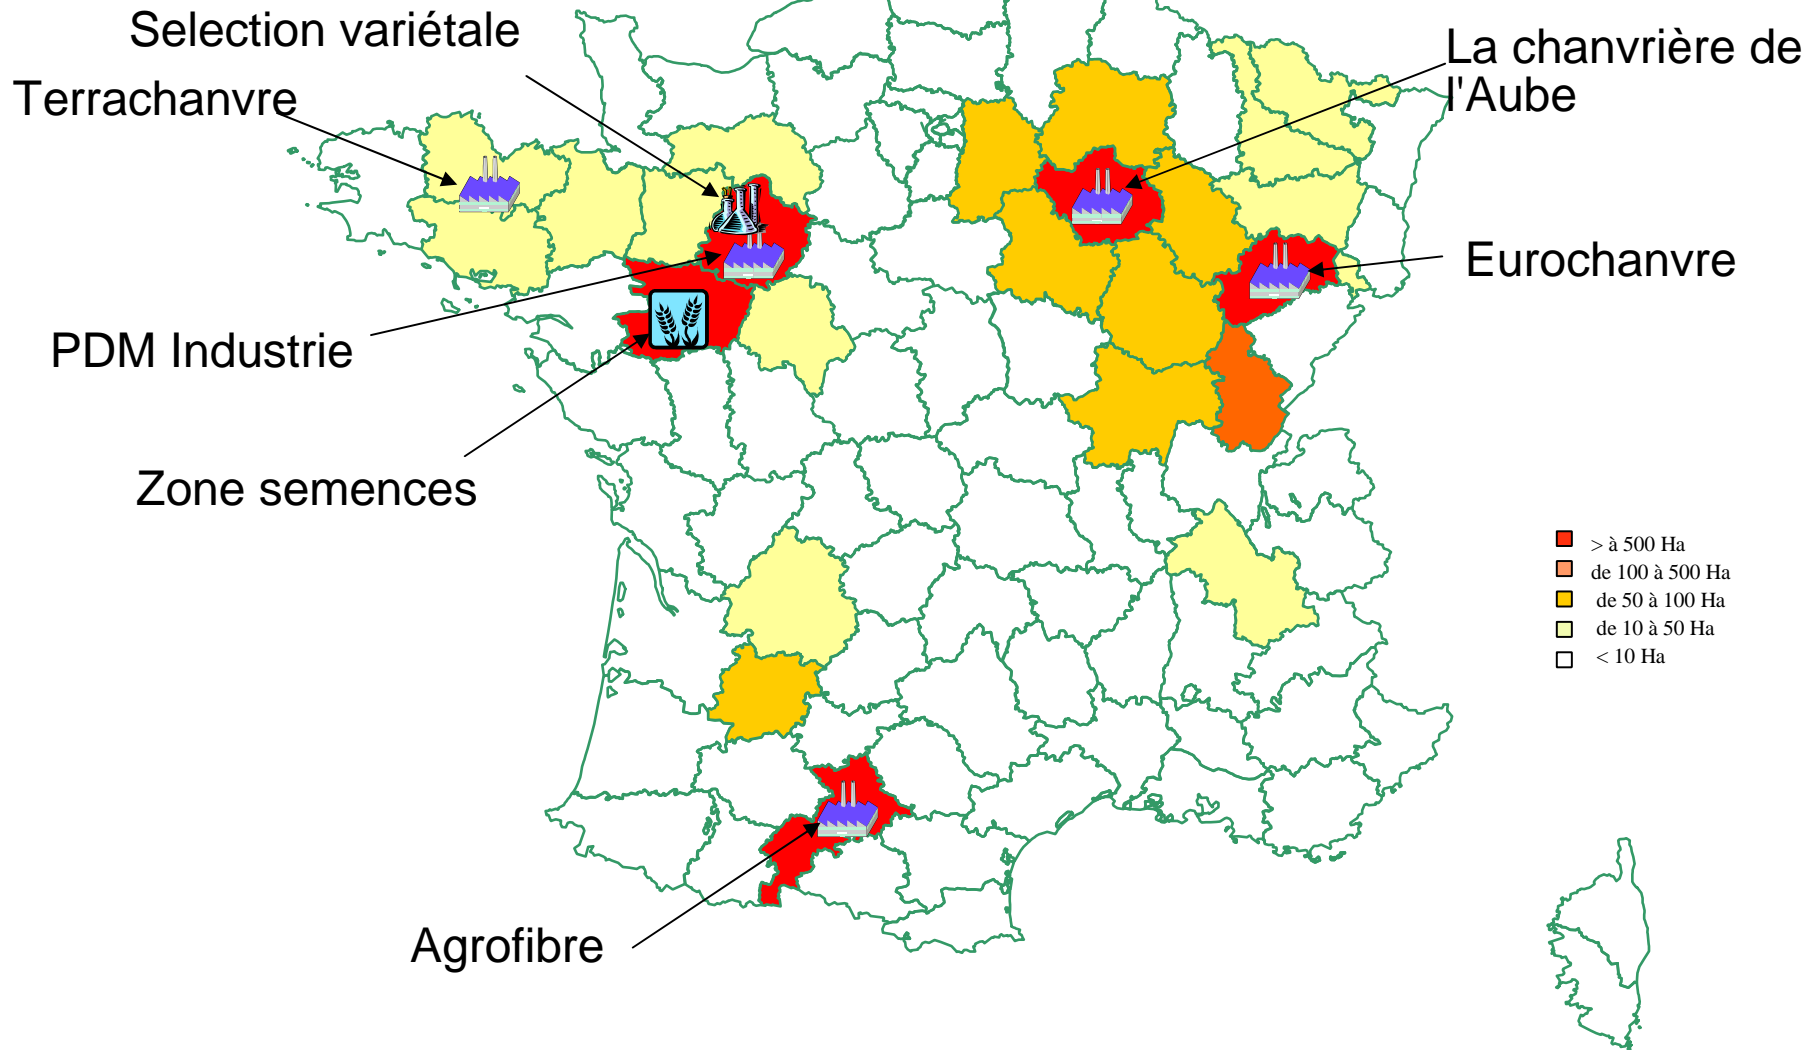 Selection variétale
Terrachanvre
La chanvrière de
l'Aube
Eurochanvre
PDM Industrie
Zone semences
> à 500 Ha
de 100 à 500 Ha
de 50 à 100 Ha
de 10 à 50 Ha
< 10 Ha
Agrofibre